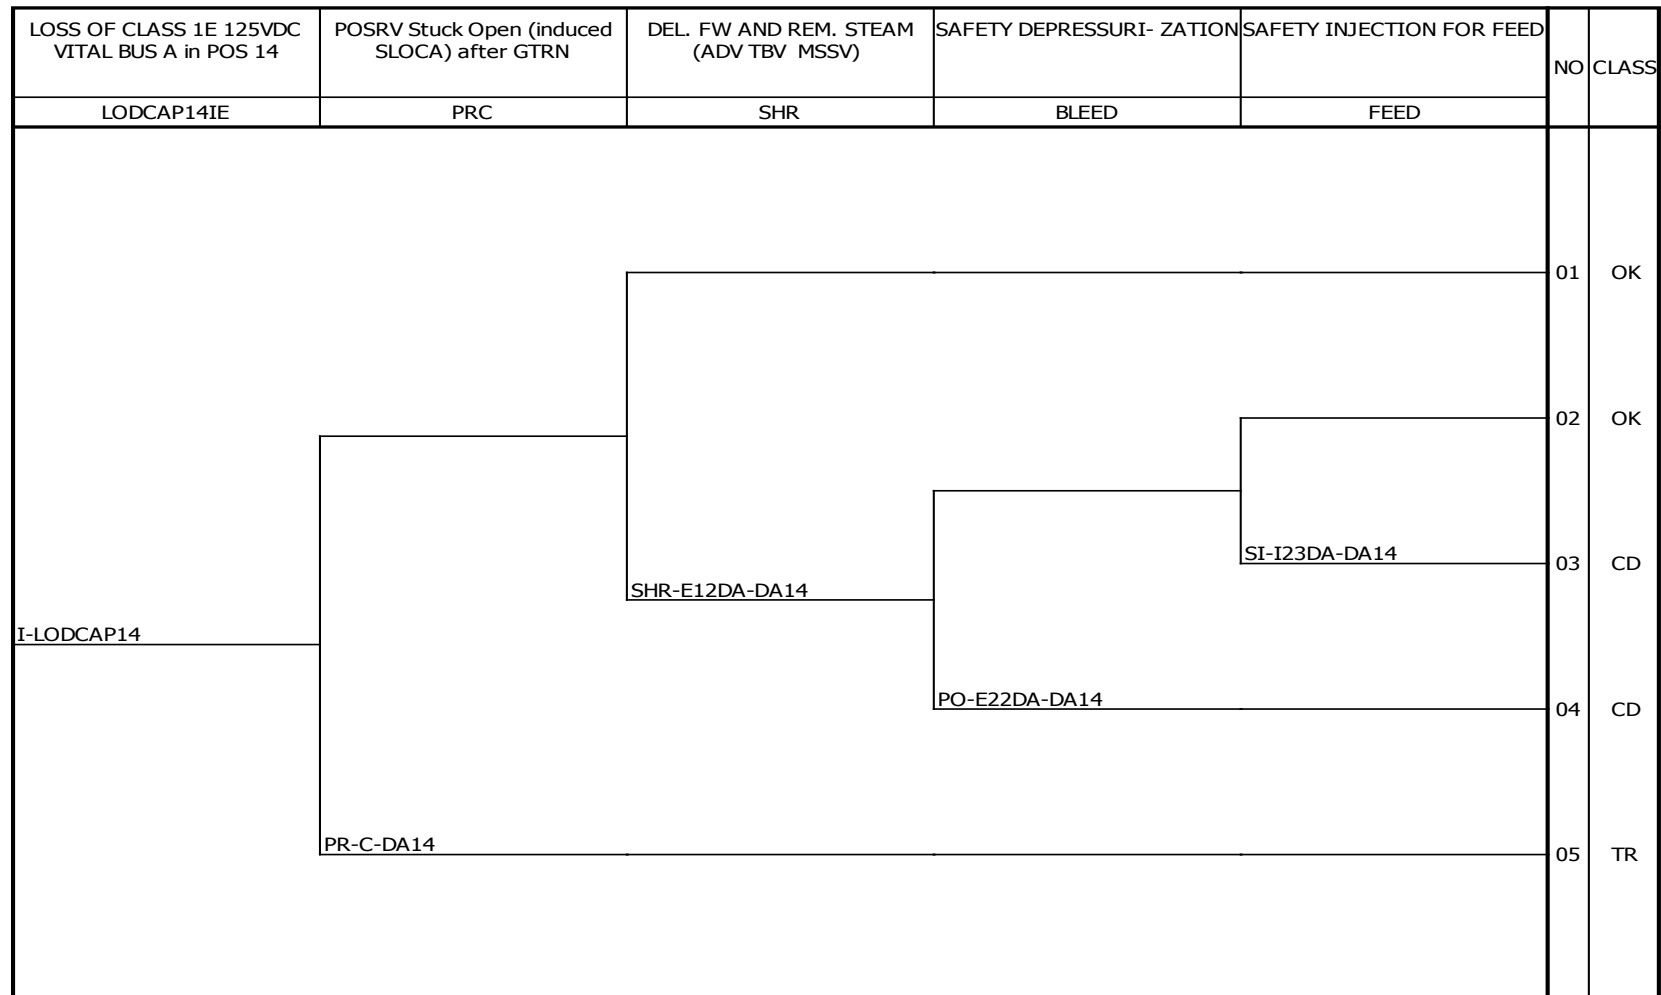 LOSS OF CLASS 1E 125VDC
VITAL BUS A in POS 14
POSRV Stuck Open (induced
SLOCA) after GTRN
DEL. FW AND REM. STEAM
(ADV TBV MSSV)
SAFETY DEPRESSURI- ZATION
SAFETY INJECTION FOR FEED
NO
CLASS
LODCAP14IE
PRC
SHR
BLEED
FEED
01 OK
02 OK
SI-I23DA-DA14
03 CD
SHR-E12DA-DA14
I-LODCAP14
PO-E22DA-DA14
04 CD
PR-C-DA14
05 TR